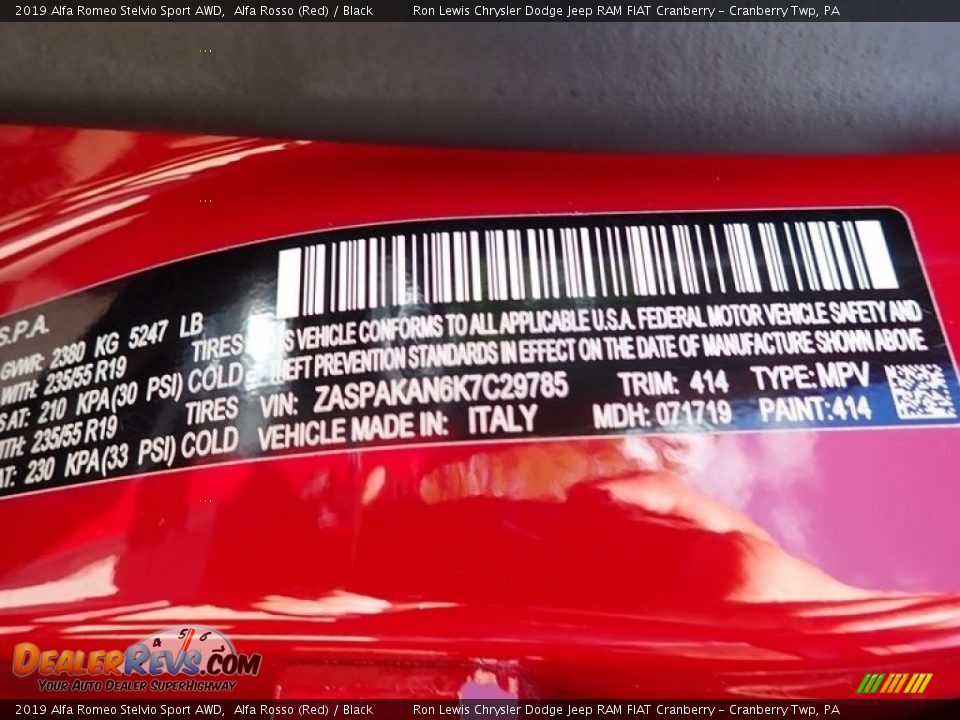 2019 Alfa Romeo Stelvio Sport AWD, Alfa Rosso (Red) / Black Ron Lewis Chrysler Dodge Jeep RAM FIAT Cranberry - Cranberry Twp, PA
S.P.A.
GVWR: 2380 KG 5247 LB
WITH: 235/55 R19 TIRES
AT: 210 KPA(30 PSI) COLD
235/55 R19 TIRES
AT: 230 KPA(33 PSI) COLD
VEHICLE CONFORMS TO ALL APPLICABLE U.S.A. FEDERAL MOTOR VEHICLE SAFETY AND
THEFT PREVENTION STANDARDS IN EFFECT ON THE DATE OF MANUFACTURE SHOWN ABOVE
VIN: ZASPAKAN6K7C29785 TRIM: 414 TYPE: MPV
VEHICLE MADE IN: ITALY MDH: 071719 PAINT: 414
4 5 6
DEALERREVS.COM
YOUR AUTO DEALER SUPERHIGHWAY
2019 Alfa Romeo Stelvio Sport AWD, Alfa Rosso (Red) / Black Ron Lewis Chrysler Dodge Jeep RAM FIAT Cranberry - Cranberry Twp, PA